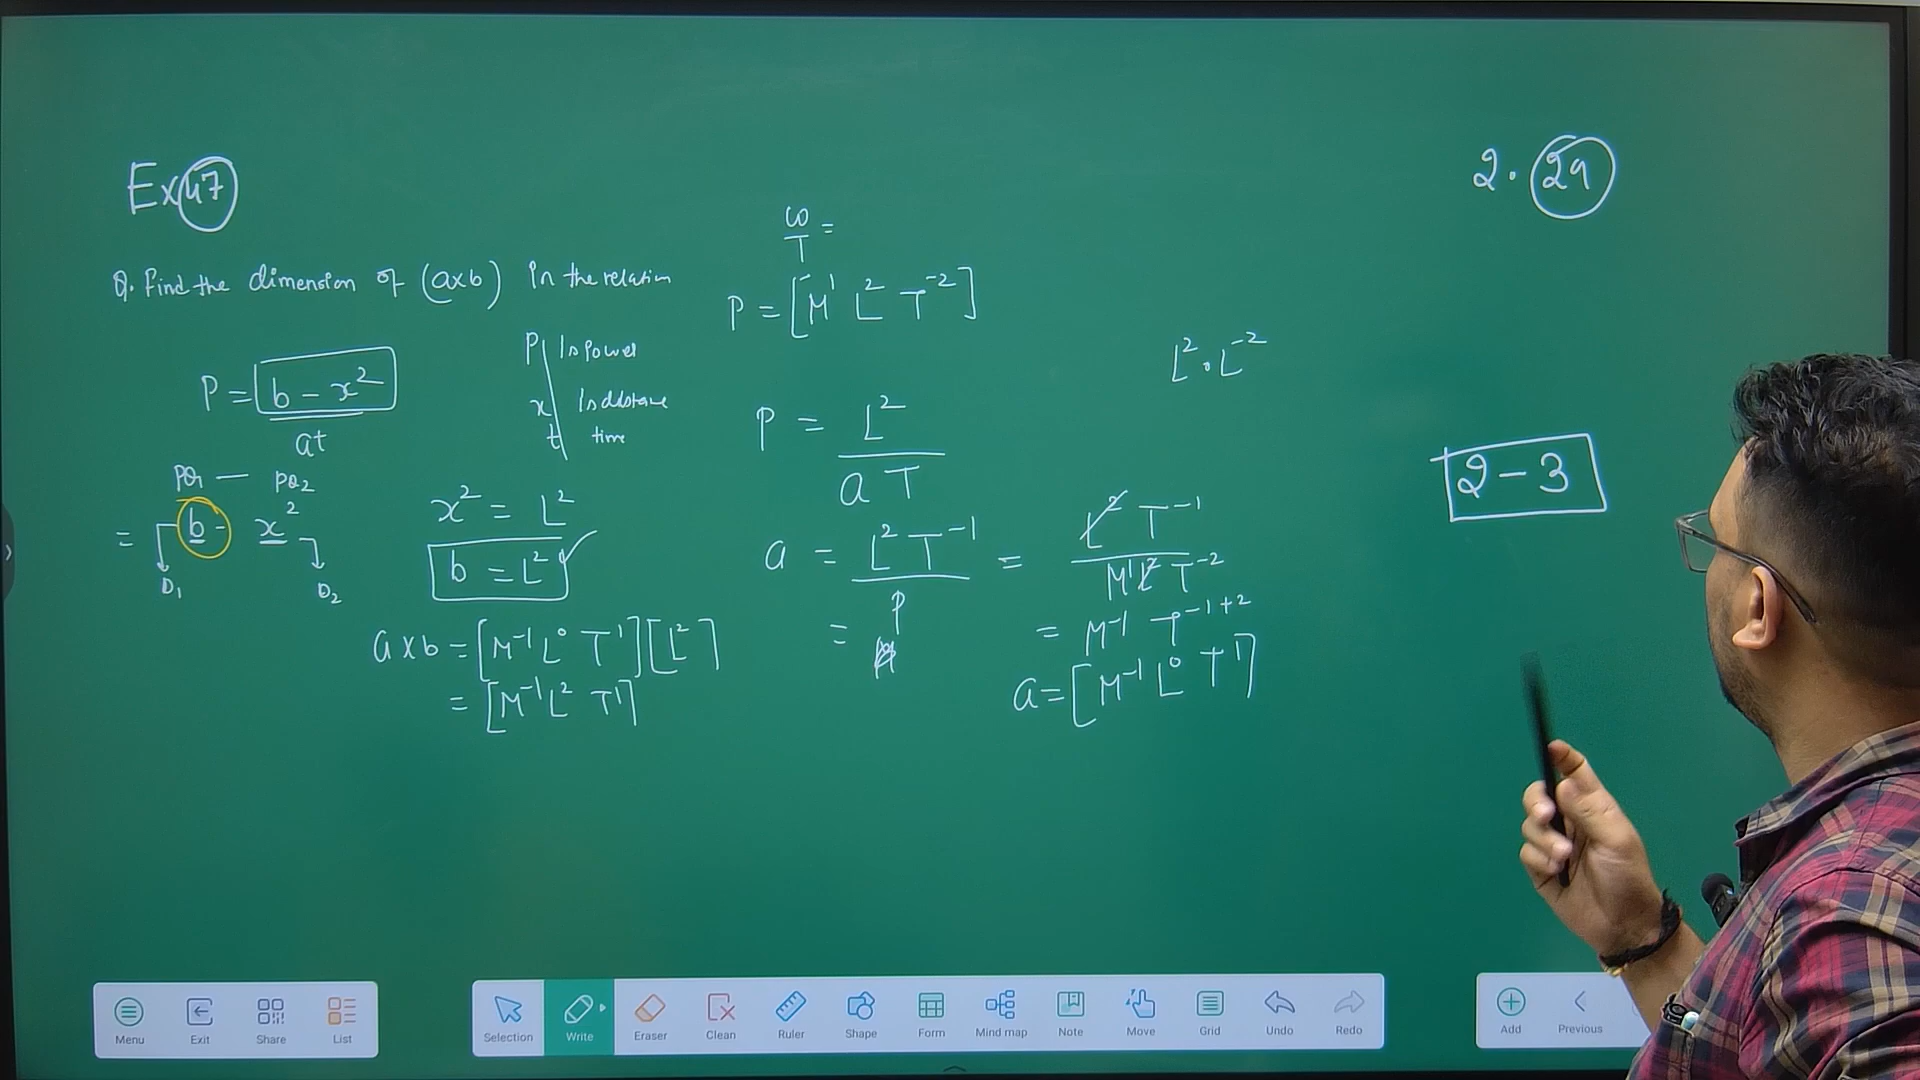 Ex 47
2. 29
Q. Find the dimension of (axb) in the relation
P = b - x² / at
P Is power
x Is distance
t time
PQ₁ — PQ₂
= b - x²
D₁ D₂
x² = L²
b = L²
axb = [M⁻¹ L⁰ T¹] [L²]
= [M⁻¹ L² T¹]
ω / T =
P = [M¹ L² T⁻²]
P = L² / a T
a = L² T⁻¹ / P = L² T⁻¹ / M¹ L² T⁻²
=
= M⁻¹ T⁻¹⁺²
a = [M⁻¹ L⁰ T¹]
L² . L⁻²
2 - 3
Menu Exit Share List
Selection Write Eraser Clean Ruler Shape Form Mind map Note Move Grid Undo Redo
Add Previous